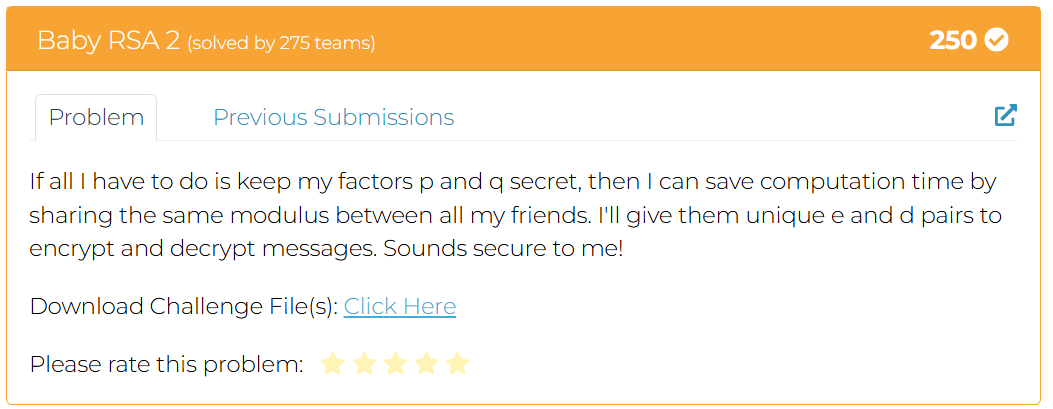 Baby RSA 2 (solved by 275 teams) 250
Problem Previous Submissions
If all I have to do is keep my factors p and q secret, then I can save computation time by
sharing the same modulus between all my friends. I'll give them unique e and d pairs to
encrypt and decrypt messages. Sounds secure to me!
Download Challenge File(s): Click Here
Please rate this problem: